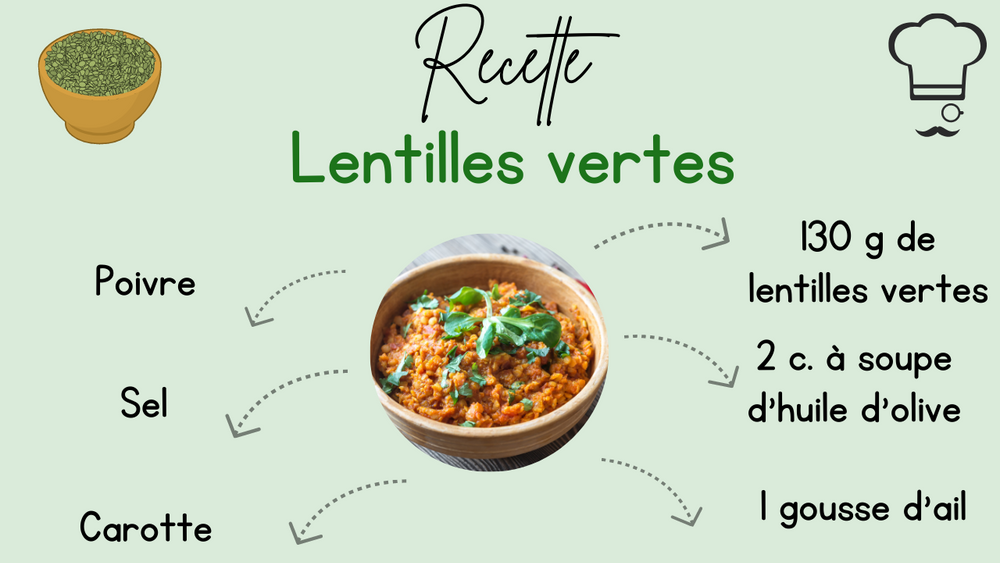 Recette
Lentilles vertes
Poivre
Sel
Carotte
130 g de
lentilles vertes
2 c. à soupe
d'huile d'olive
1 gousse d'ail